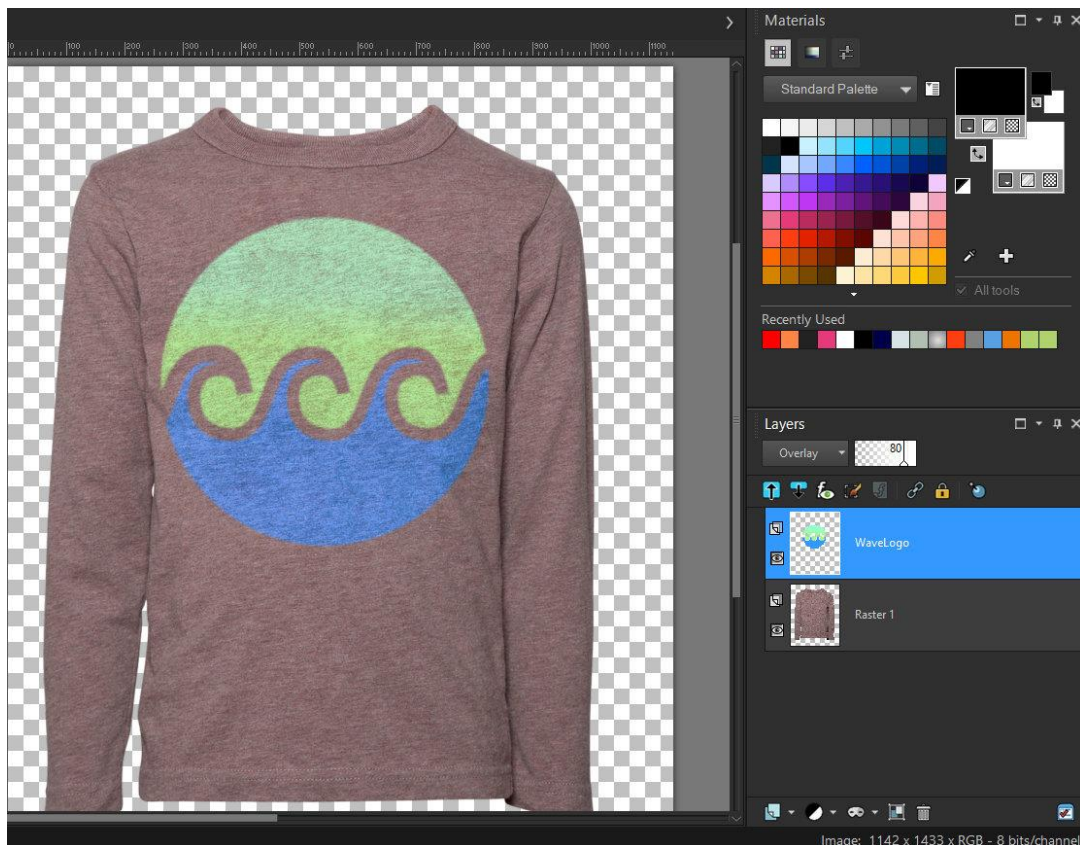 Materials
0 100 200 300 400 500 600 700 800 900 1000 1100
Standard Palette
All tools
Recently Used
Layers
Overlay 80
WaveLogo
Raster 1
Image: 1142 x 1433 x RGB - 8 bits/channel